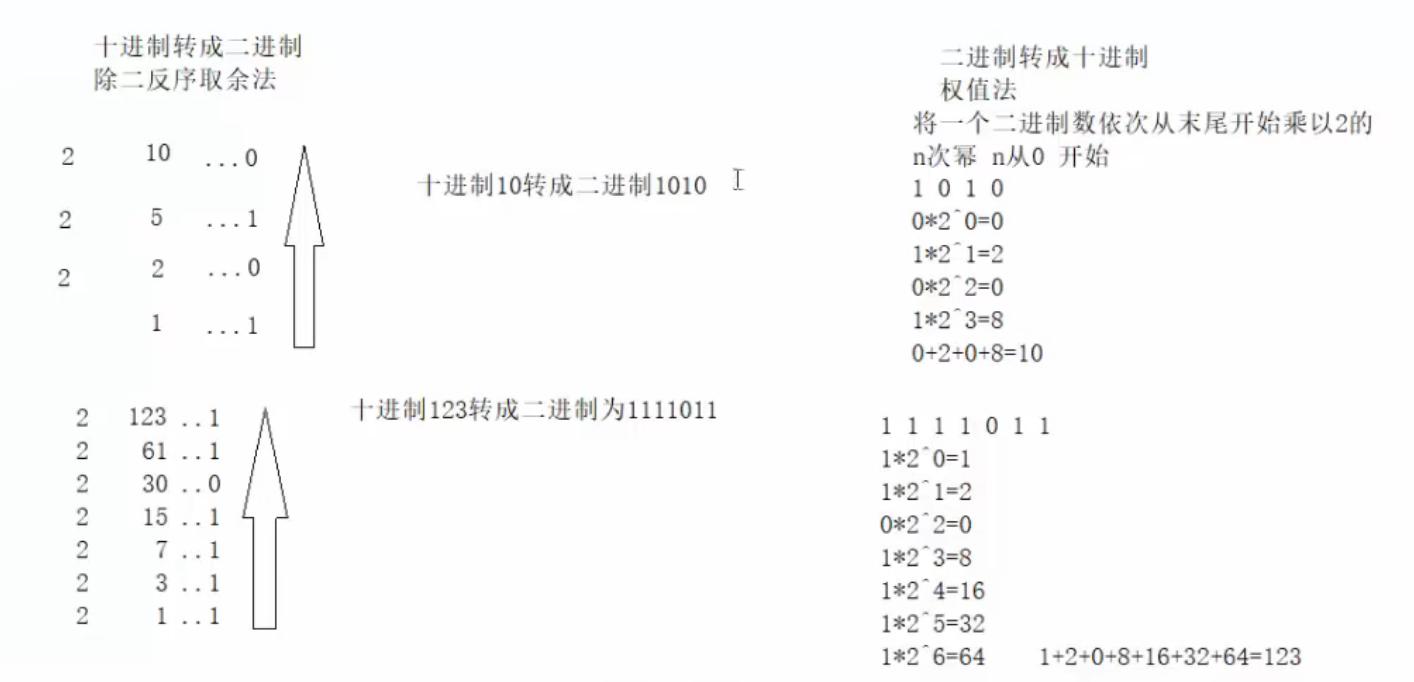 十进制转成二进制
除二反序取余法
2 10 ...0
2 5 ...1
2 2 ...0
1 ...1
十进制10转成二进制1010
2 123 ..1
2 61 ..1
2 30 ..0
2 15 ..1
2 7 ..1
2 3 ..1
2 1 ..1
十进制123转成二进制为1111011
二进制转成十进制
权值法
将一个二进制数依次从末尾开始乘以2的
n次幂 n从0 开始
1 0 1 0
0*2^0=0
1*2^1=2
0*2^2=0
1*2^3=8
0+2+0+8=10
1 1 1 1 0 1 1
1*2^0=1
1*2^1=2
0*2^2=0
1*2^3=8
1*2^4=16
1*2^5=32
1*2^6=64 1+2+0+8+16+32+64=123